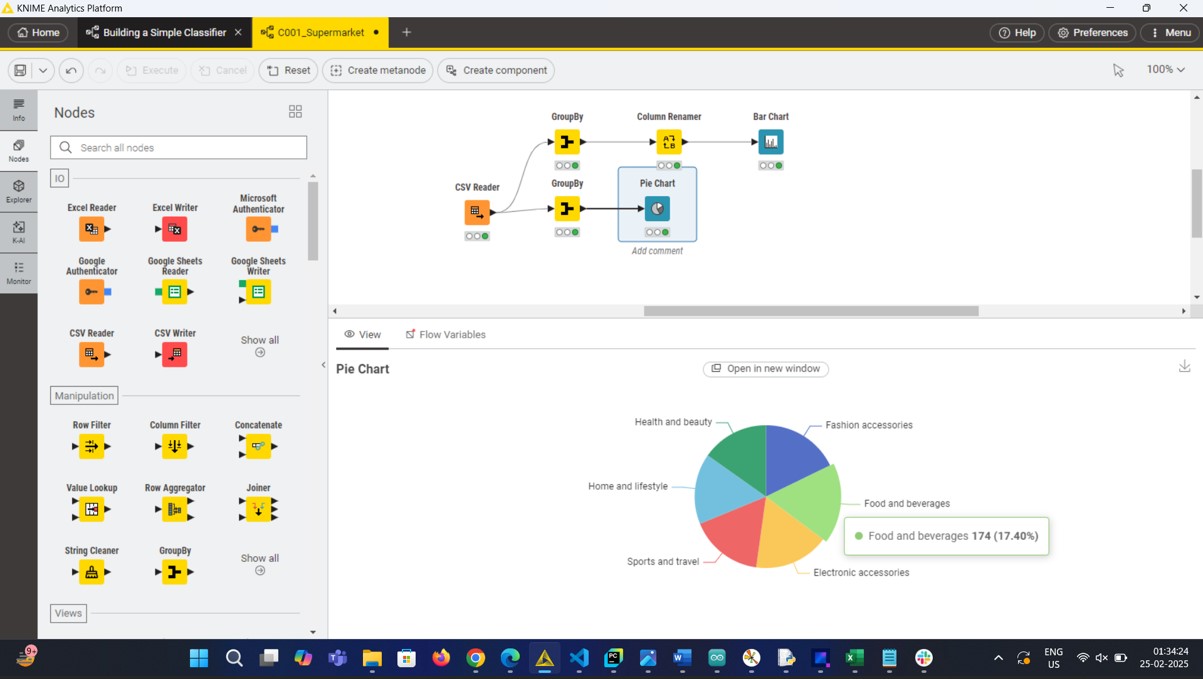 KNIME Analytics Platform
Home
Building a Simple Classifier
C001_Supermarket
Help
Preferences
Menu
Execute
Cancel
Reset
Create metanode
Create component
100%
Info
Nodes
Explorer
K-AI
Monitor
Nodes
Search all nodes
IO
Excel Reader
Excel Writer
Microsoft
Authenticator
Google
Authenticator
Google Sheets
Reader
Google Sheets
Writer
CSV Reader
CSV Writer
Show all
Manipulation
Row Filter
Column Filter
Concatenate
Value Lookup
Row Aggregator
Joiner
String Cleaner
GroupBy
Show all
Views
GroupBy
Column Renamer
Bar Chart
CSV Reader
GroupBy
Pie Chart
Add comment
View
Flow Variables
Pie Chart
Open in new window
Health and beauty
Fashion accessories
Home and lifestyle
Food and beverages
Food and beverages 174 (17.40%)
Sports and travel
Electronic accessories
9+
ENG
US
01:34:24
25-02-2025